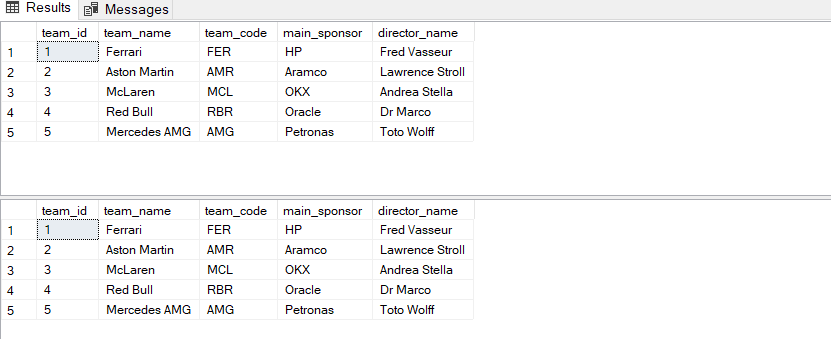 Results Messages
team_id team_name team_code main_sponsor director_name
1 1 Ferrari FER HP Fred Vasseur
2 2 Aston Martin AMR Aramco Lawrence Stroll
3 3 McLaren MCL OKX Andrea Stella
4 4 Red Bull RBR Oracle Dr Marco
5 5 Mercedes AMG AMG Petronas Toto Wolff
team_id team_name team_code main_sponsor director_name
1 1 Ferrari FER HP Fred Vasseur
2 2 Aston Martin AMR Aramco Lawrence Stroll
3 3 McLaren MCL OKX Andrea Stella
4 4 Red Bull RBR Oracle Dr Marco
5 5 Mercedes AMG AMG Petronas Toto Wolff